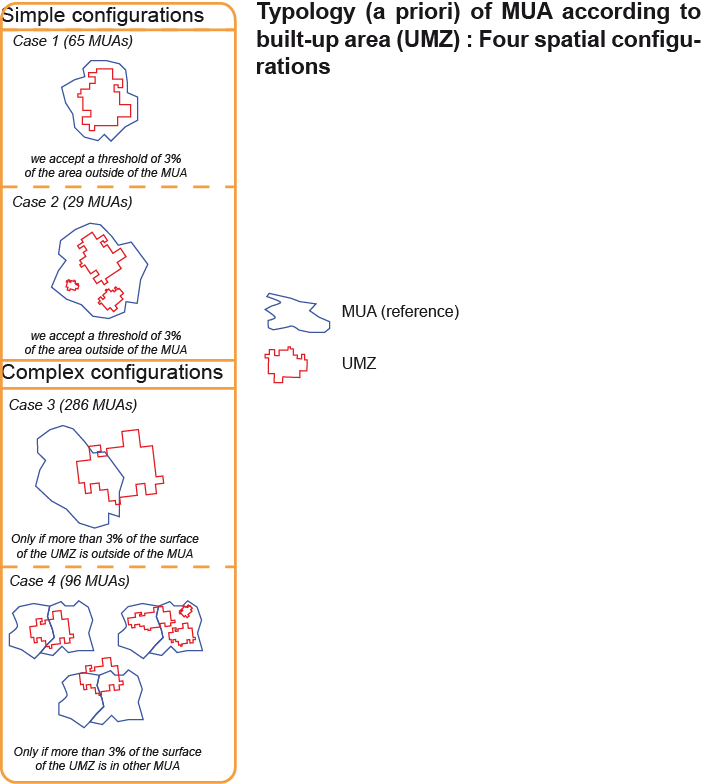 Typology (a priori) of MUA according to
built-up area (UMZ) : Four spatial configu-
rations
Simple configurations
Case 1 (65 MUAs)
we accept a threshold of 3%
of the area outside of the MUA
Case 2 (29 MUAs)
we accept a threshold of 3%
of the area outside of the MUA
Complex configurations
Case 3 (286 MUAs)
Only if more than 3% of the surface
of the UMZ is outside of the MUA
Case 4 (96 MUAs)
Only if more than 3% of the surface
of the UMZ is in other MUA
MUA (reference)
UMZ